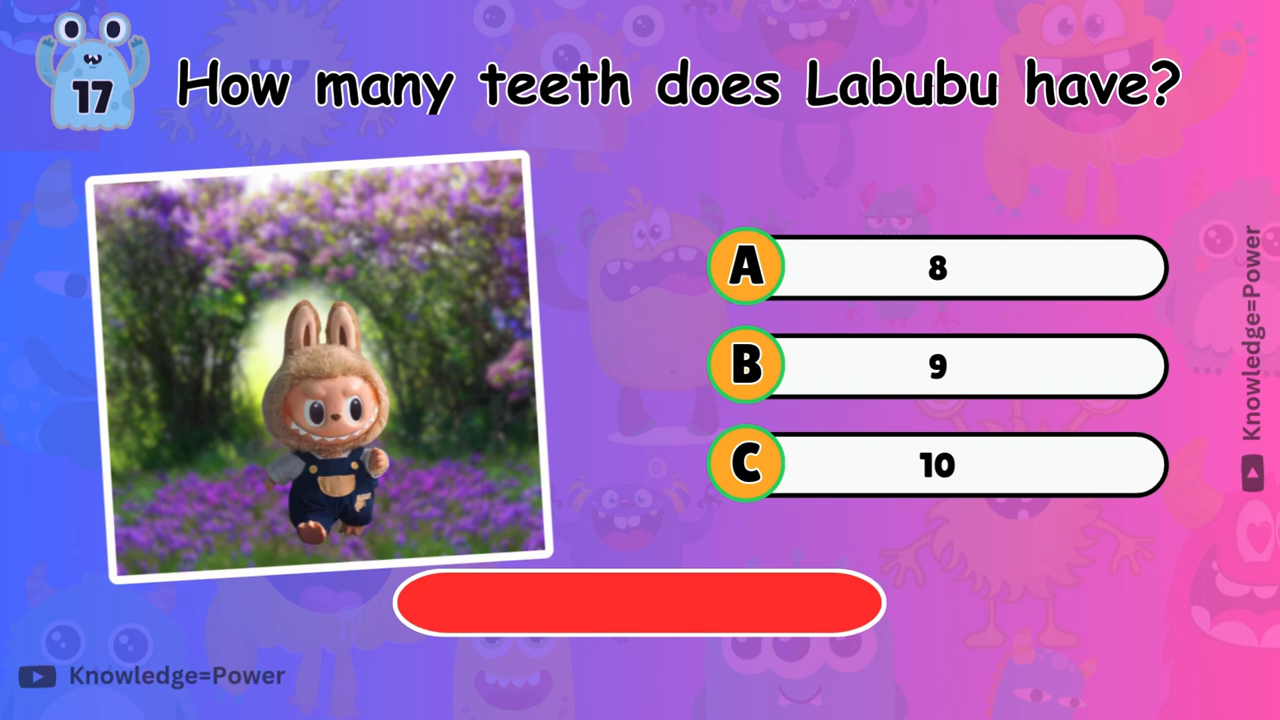 17
How many teeth does Labubu have?
A 8
B 9
C 10
Knowledge=Power
Knowledge=Power